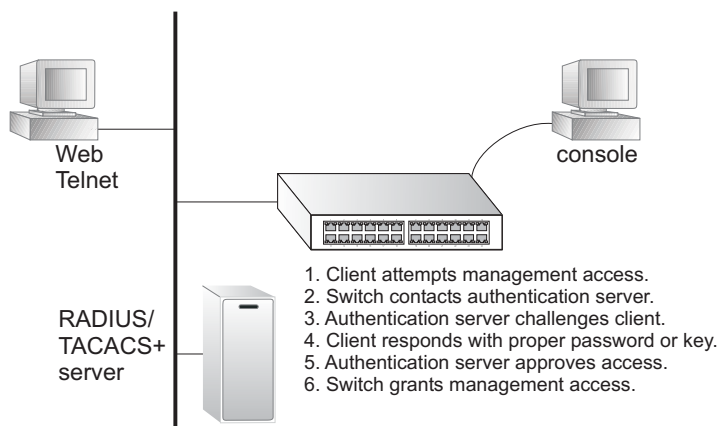 Web
Telnet
console
RADIUS/
TACACS+
server
1. Client attempts management access.
2. Switch contacts authentication server.
3. Authentication server challenges client.
4. Client responds with proper password or key.
5. Authentication server approves access.
6. Switch grants management access.